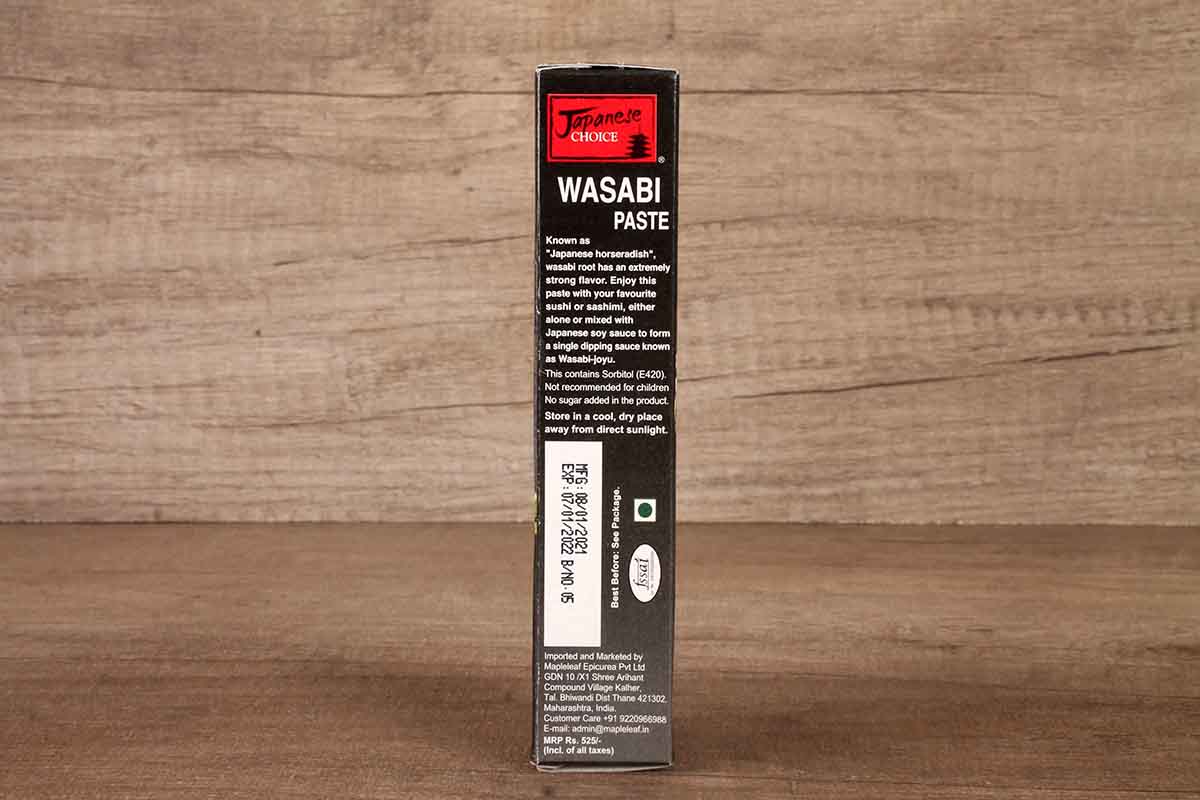 Japanese
CHOICE
®
WASABI
PASTE
Known as
"Japanese horseradish",
wasabi root has an extremely
strong flavor. Enjoy this
paste with your favourite
sushi or sashimi, either
alone or mixed with
Japanese soy sauce to form
a single dipping sauce known
as Wasabi-joyu.
This contains Sorbitol (E420).
Not recommended for children
No sugar added in the product.
Store in a cool, dry place
away from direct sunlight.
MFG: 08/01/2021
EXP: 07/01/2022 B/NO-05
Best Before: See Package.
fssai
Imported and Marketed by
Mapleleaf Epicurea Pvt Ltd
GDN 10 /X1 Shree Arihant
Compound Village Kalher,
Tal. Bhiwandi Dist Thane 421302,
Maharashtra, India.
Customer Care +91 9220966988
E-mail: admin@mapleleaf.in
MRP Rs. 525/-
(Incl. of all taxes)